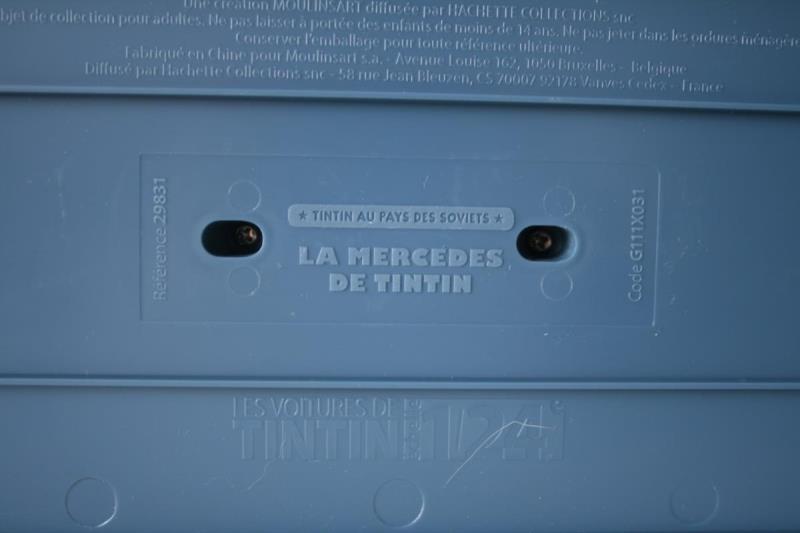 Une création MOULINSART diffusée par HACHETTE COLLECTIONS snc
bjet de collection pour adultes. Ne pas laisser à portée des enfants de moins de 14 ans. Ne pas jeter dans les ordures ménagère
Conserver l'emballage pour toute référence ultérieure.
Fabriqué en Chine pour Moulinsart s.a. - Avenue Louise 162, 1050 Bruxelles - Belgique
Diffusé par Hachette Collections snc - 58 rue Jean Bleuzen, CS 70007 92178 Vanves Cedex - France
Référence 29831
★ TINTIN AU PAYS DES SOVIETS ★
LA MERCEDES
DE TINTIN
Code G111X031
LES VOITURES DE
TINTIN
1/24